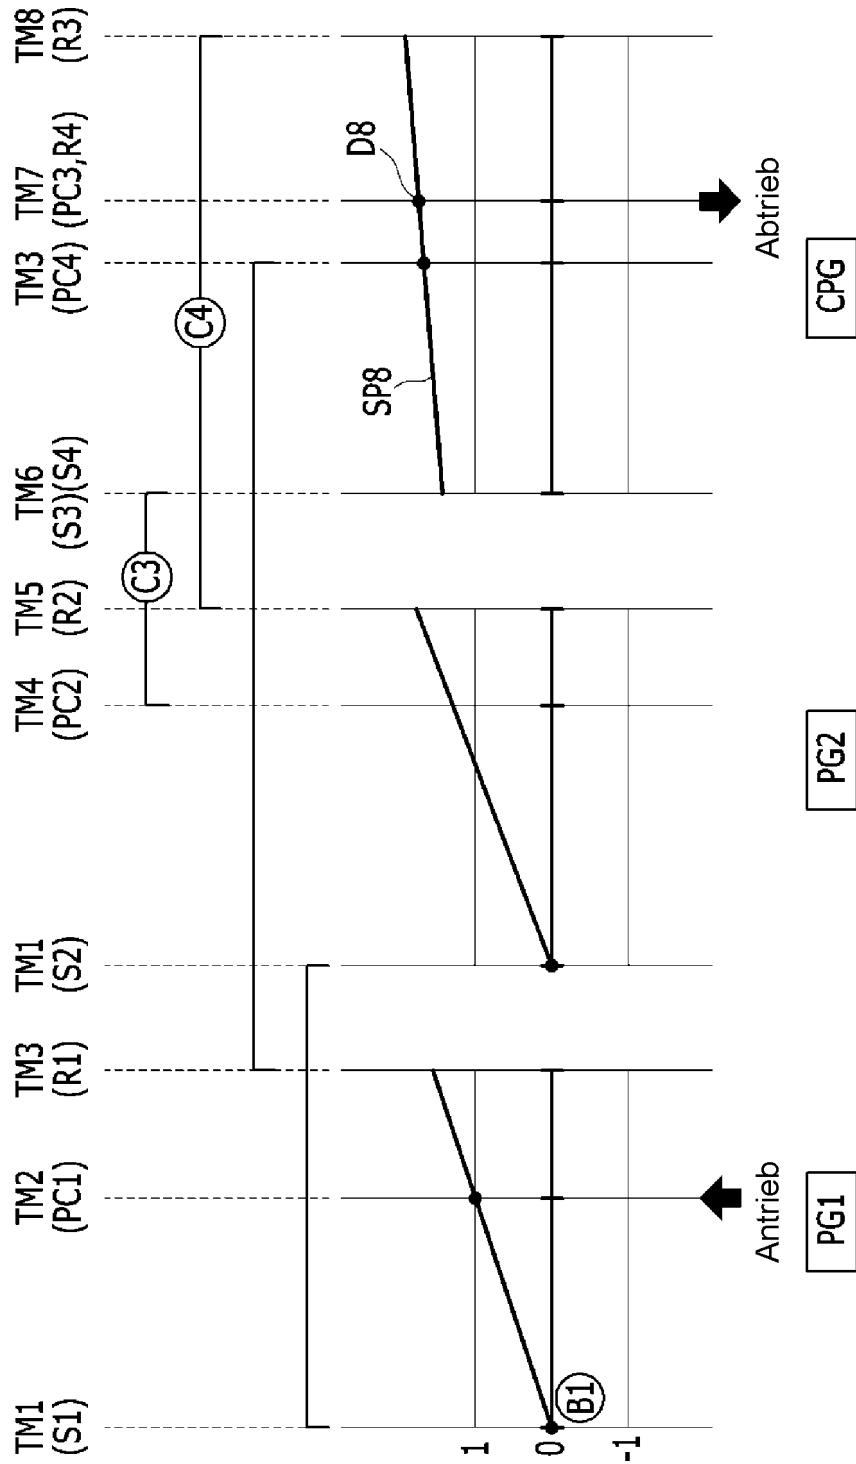 TM1 TM2 TM3 TM1 TM4 TM5 TM6 TM3 TM7 TM8
(S1) (PC1) (R1) (S2) (PC2) (R2) (S3)(S4) (PC4) (PC3,R4) (R3)
C3
C4
D8
SP8
1
0
B1
-1
Antrieb Abtrieb
PG1 PG2 CPG